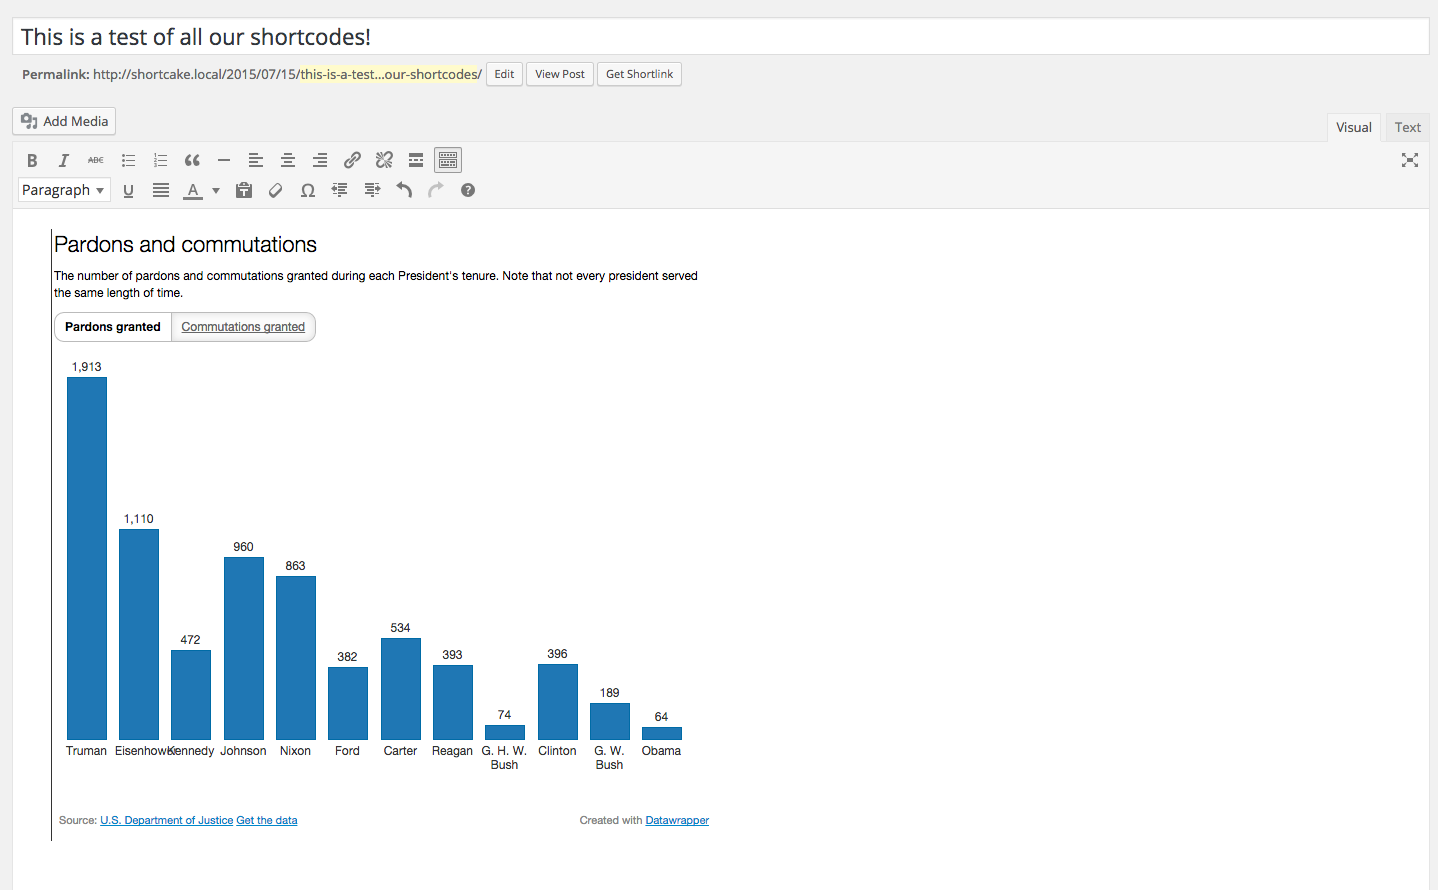 This is a test of all our shortcodes!
Permalink: http://shortcake.local/2015/07/15/this-is-a-test...our-shortcodes/ Edit View Post Get Shortlink
Add Media
Visual Text
B I ABC
Paragraph U A Ω ?
Pardons and commutations
The number of pardons and commutations granted during each President's tenure. Note that not every president served
the same length of time.
Pardons granted Commutations granted
1,913
1,110
960
863
472
534
382
393
396
74
189
64
Truman Eisenhower Kennedy Johnson Nixon Ford Carter Reagan G. H. W. Clinton G. W. Obama
Bush Bush
Source: U.S. Department of Justice Get the data Created with Datawrapper